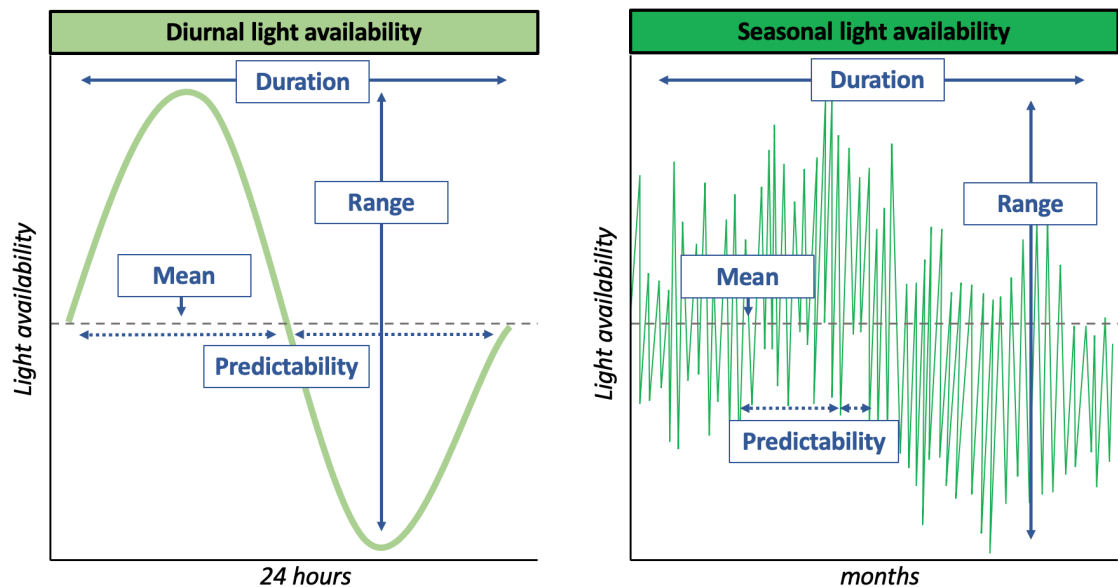 Diurnal light availability
Duration
Range
Mean
Predictability
Light availability
24 hours
Seasonal light availability
Duration
Range
Mean
Predictability
Light availability
months